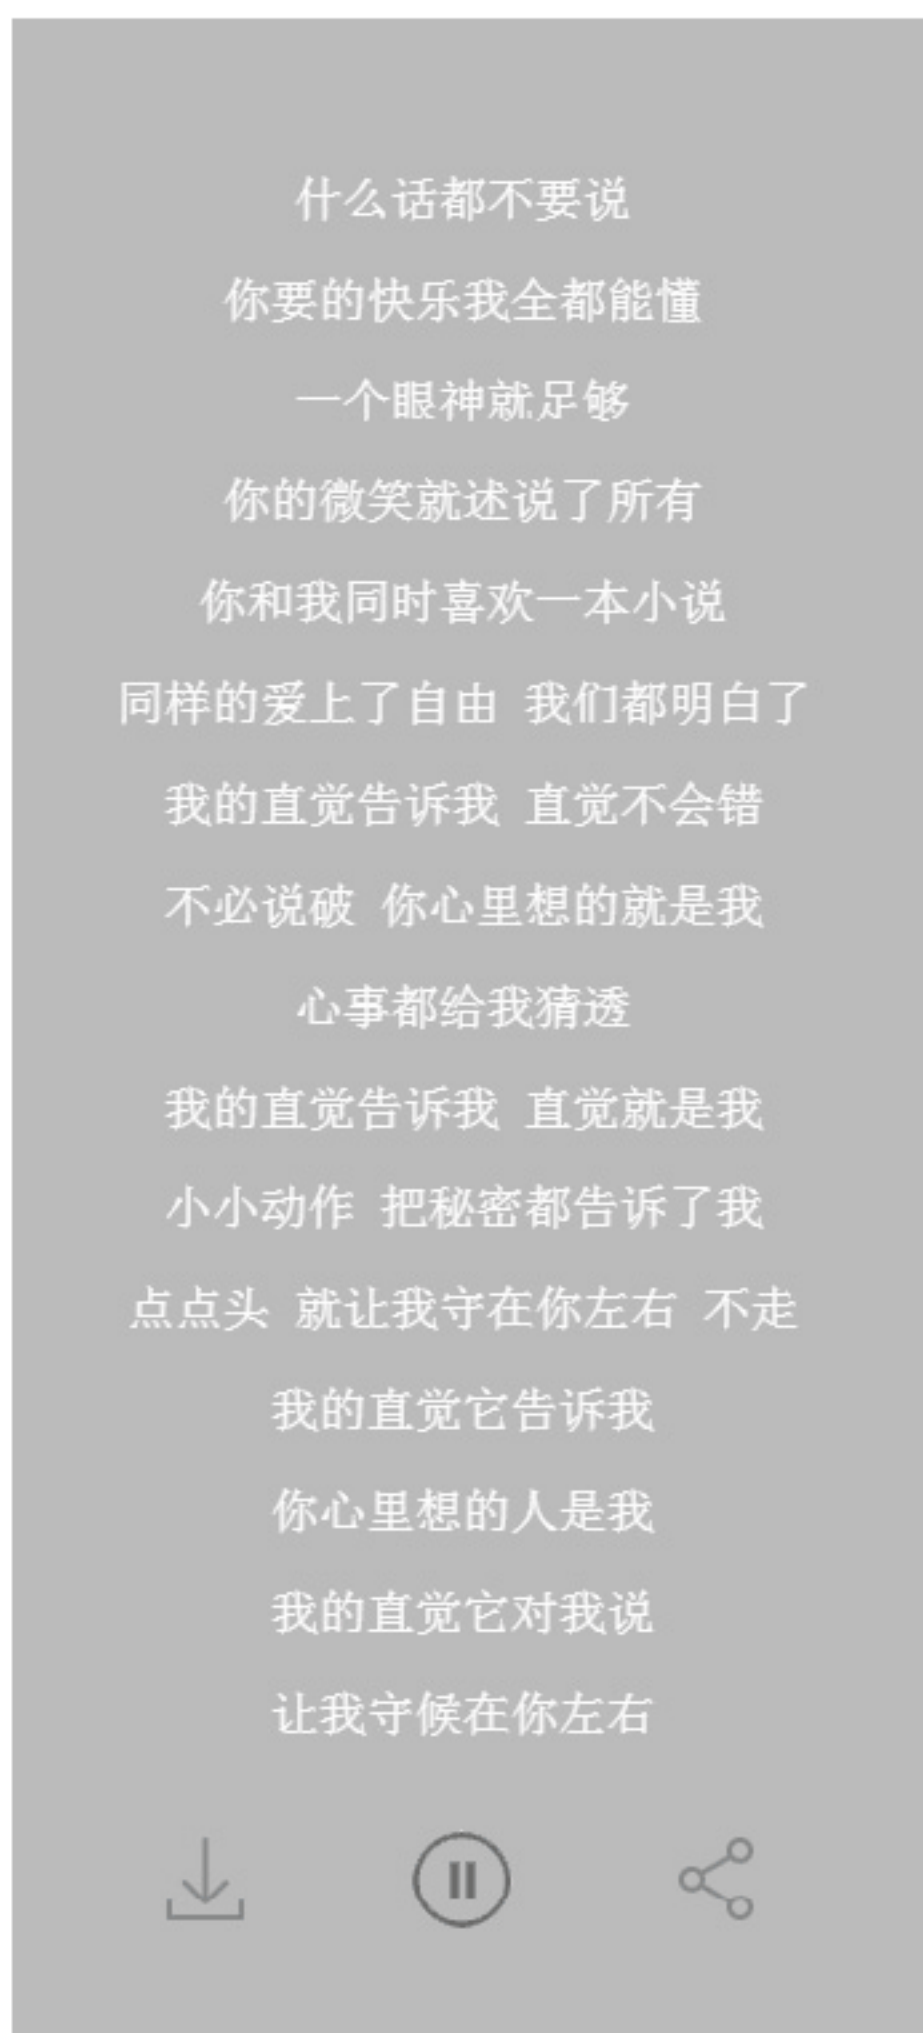 什么话都不要说
你要的快乐我全都能懂
一个眼神就足够
你的微笑就述说了所有
你和我同时喜欢一本小说
同样的爱上了自由 我们都明白了
我的直觉告诉我 直觉不会错
不必说破 你心里想的就是我
心事都给我猜透
我的直觉告诉我 直觉就是我
小小动作 把秘密都告诉了我
点点头 就让我守在你左右 不走
我的直觉它告诉我
你心里想的人是我
我的直觉它对我说
让我守候在你左右